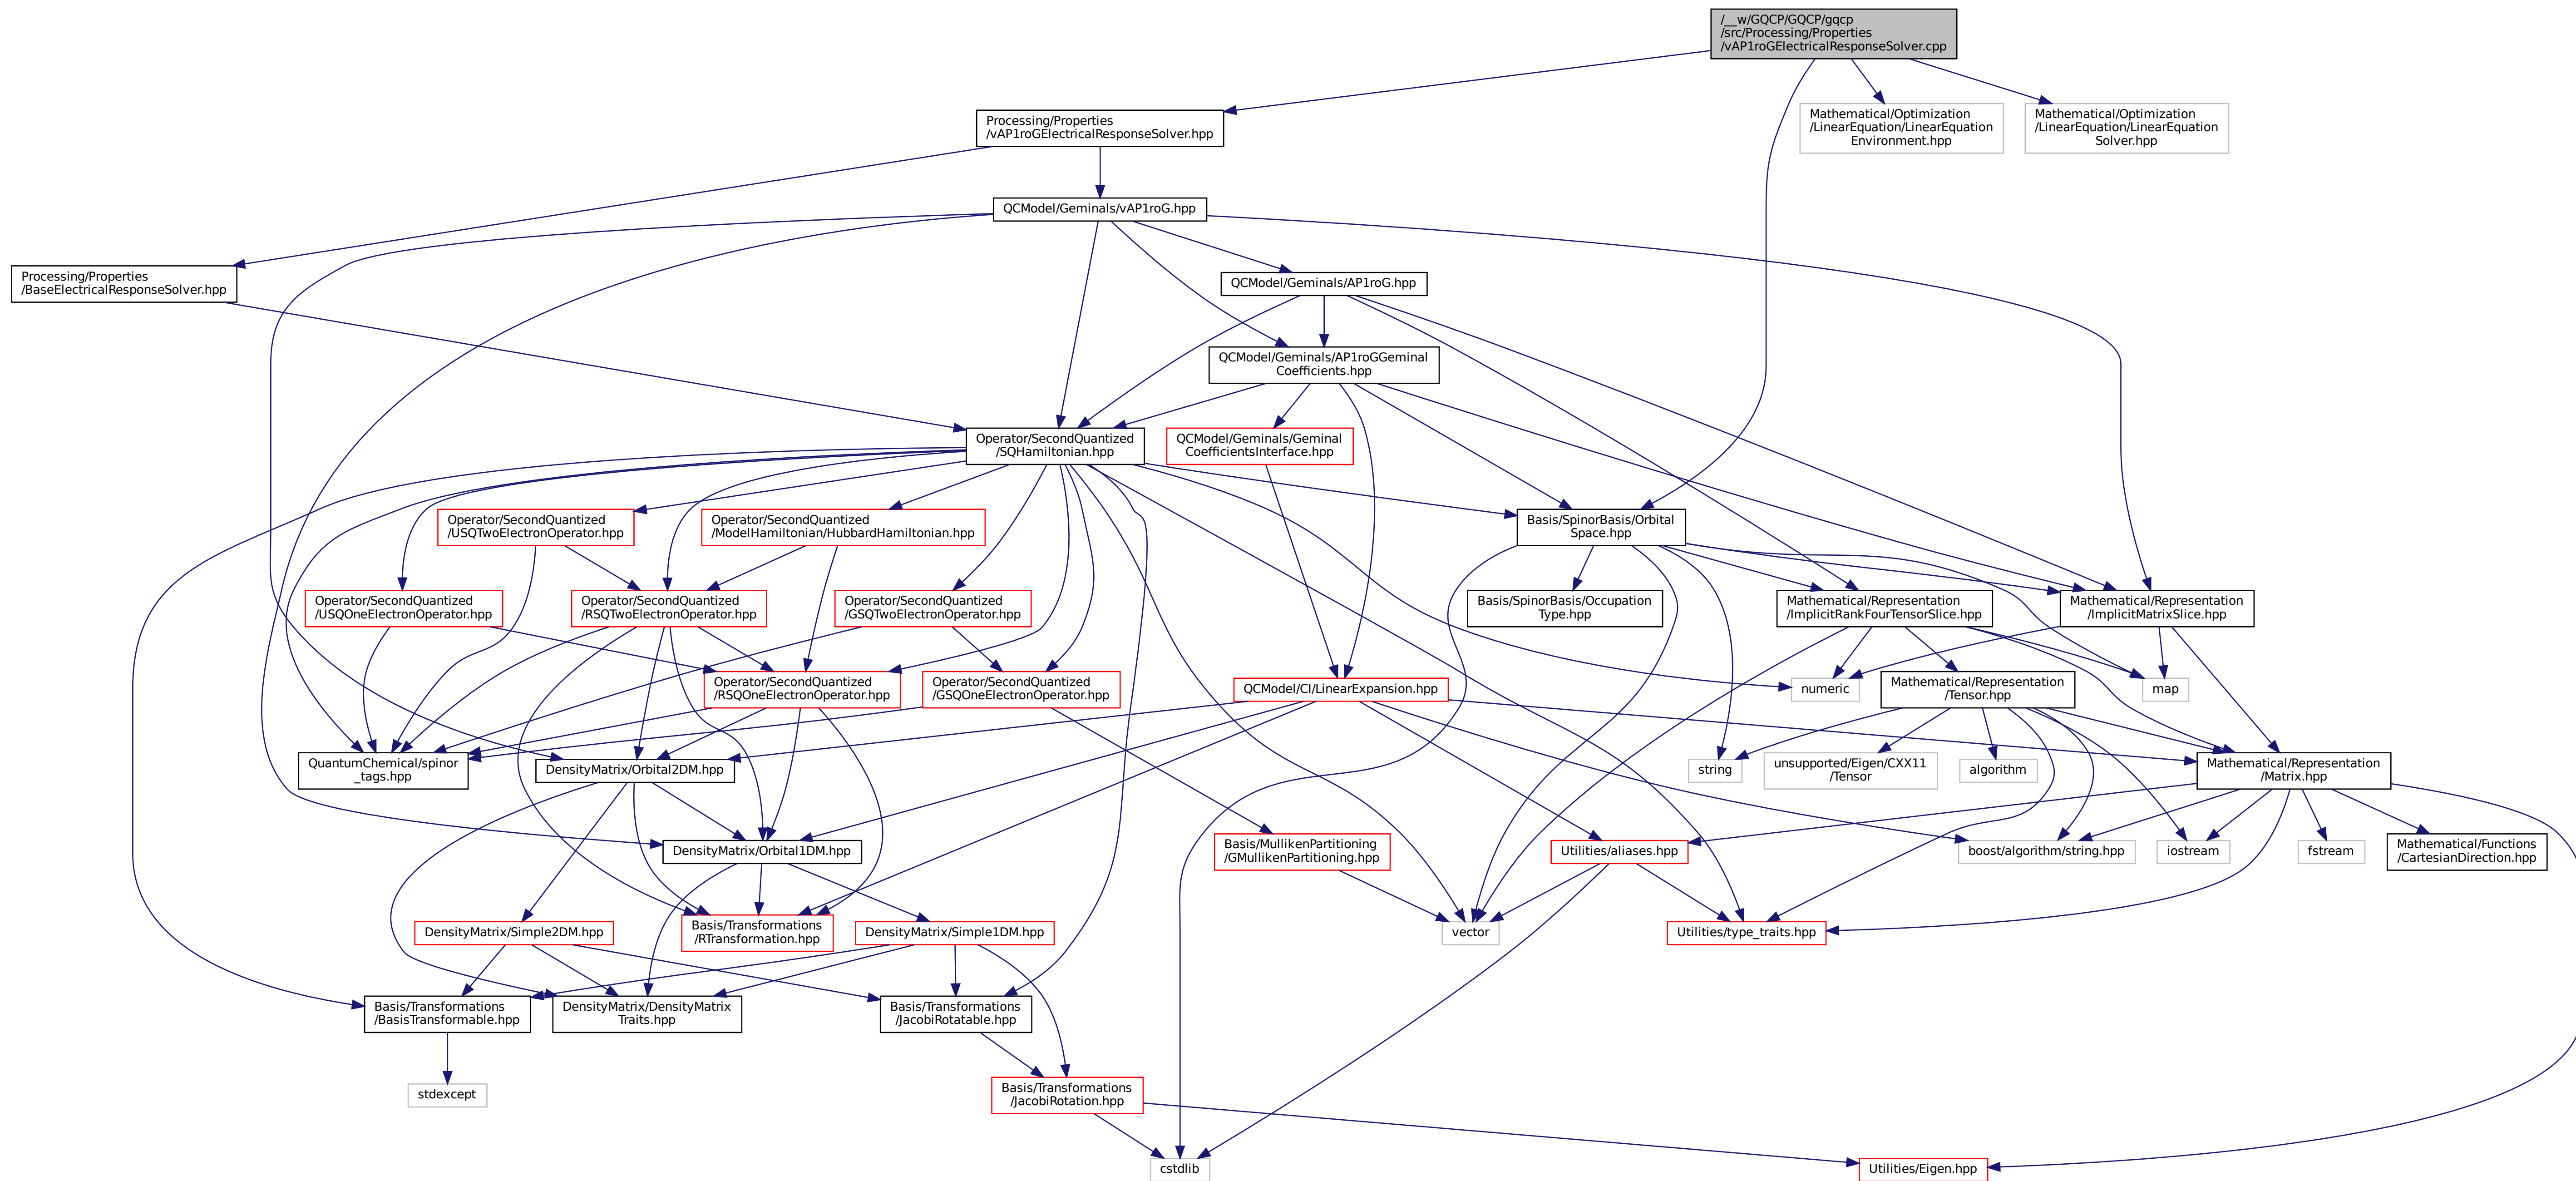 /__w/GQCP/GQCP/gqcp
/src/Processing/Properties
/vAP1roGElectricalResponseSolver.cpp
Processing/Properties
/vAP1roGElectricalResponseSolver.hpp
Mathematical/Optimization
/LinearEquation/LinearEquation
Environment.hpp
Mathematical/Optimization
/LinearEquation/LinearEquation
Solver.hpp
QCModel/Geminals/vAP1roG.hpp
Processing/Properties
/BaseElectricalResponseSolver.hpp
QCModel/Geminals/AP1roG.hpp
QCModel/Geminals/AP1roGGeminal
Coefficients.hpp
Operator/SecondQuantized
/SQHamiltonian.hpp
QCModel/Geminals/Geminal
CoefficientsInterface.hpp
Operator/SecondQuantized
/USQTwoElectronOperator.hpp
Operator/SecondQuantized
/ModelHamiltonian/HubbardHamiltonian.hpp
Basis/SpinorBasis/Orbital
Space.hpp
Operator/SecondQuantized
/USQOneElectronOperator.hpp
Operator/SecondQuantized
/RSQTwoElectronOperator.hpp
Operator/SecondQuantized
/GSQTwoElectronOperator.hpp
Basis/SpinorBasis/Occupation
Type.hpp
Mathematical/Representation
/ImplicitRankFourTensorSlice.hpp
Mathematical/Representation
/ImplicitMatrixSlice.hpp
Operator/SecondQuantized
/RSQOneElectronOperator.hpp
Operator/SecondQuantized
/GSQOneElectronOperator.hpp
QCModel/CI/LinearExpansion.hpp
numeric
Mathematical/Representation
/Tensor.hpp
map
QuantumChemical/spinor
_tags.hpp
DensityMatrix/Orbital2DM.hpp
string
unsupported/Eigen/CXX11
/Tensor
algorithm
Mathematical/Representation
/Matrix.hpp
DensityMatrix/Orbital1DM.hpp
Basis/MullikenPartitioning
/GMullikenPartitioning.hpp
Utilities/aliases.hpp
boost/algorithm/string.hpp
iostream
fstream
Mathematical/Functions
/CartesianDirection.hpp
DensityMatrix/Simple2DM.hpp
Basis/Transformations
/RTransformation.hpp
DensityMatrix/Simple1DM.hpp
vector
Utilities/type_traits.hpp
Basis/Transformations
/BasisTransformable.hpp
DensityMatrix/DensityMatrix
Traits.hpp
Basis/Transformations
/JacobiRotatable.hpp
stdexcept
Basis/Transformations
/JacobiRotation.hpp
cstdlib
Utilities/Eigen.hpp